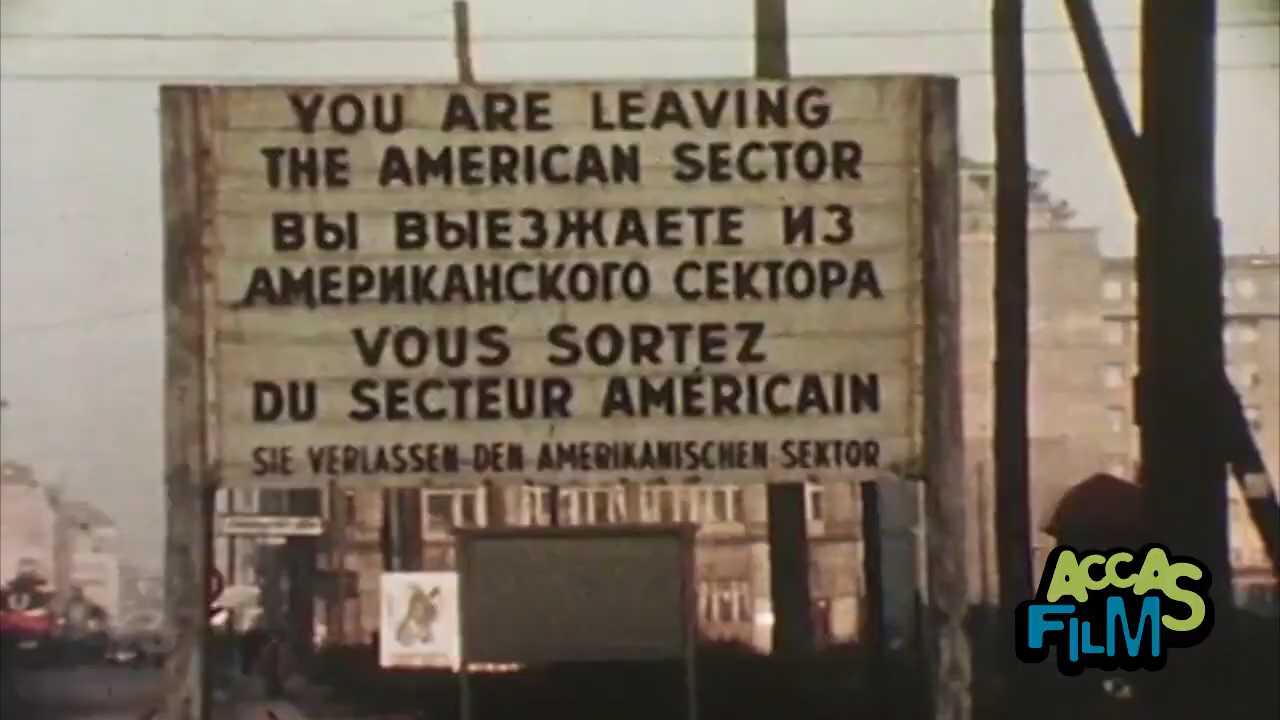 YOU ARE LEAVING
THE AMERICAN SECTOR
ВЫ ВЫЕЗЖАЕТЕ ИЗ
АМЕРИКАНСКОГО СЕКТОРА
VOUS SORTEZ
DU SECTEUR AMÉRICAIN
SIE VERLASSEN DEN AMERIKANISCHEN SEKTOR
ACCAS
FILM